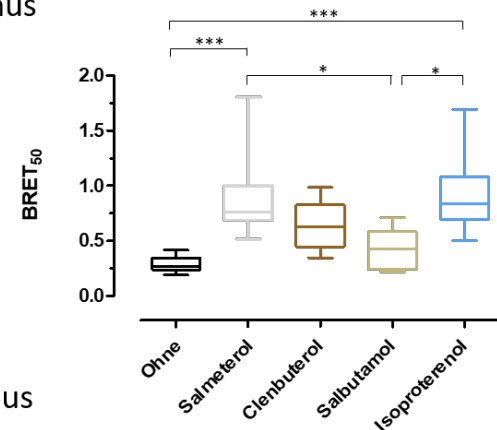 nus
***
***
*
*
2.0
1.5
1.0
0.5
0.0
BRET50
Ohne
Salmeterol
Clenbuterol
Salbutamol
Isoproterenol
us